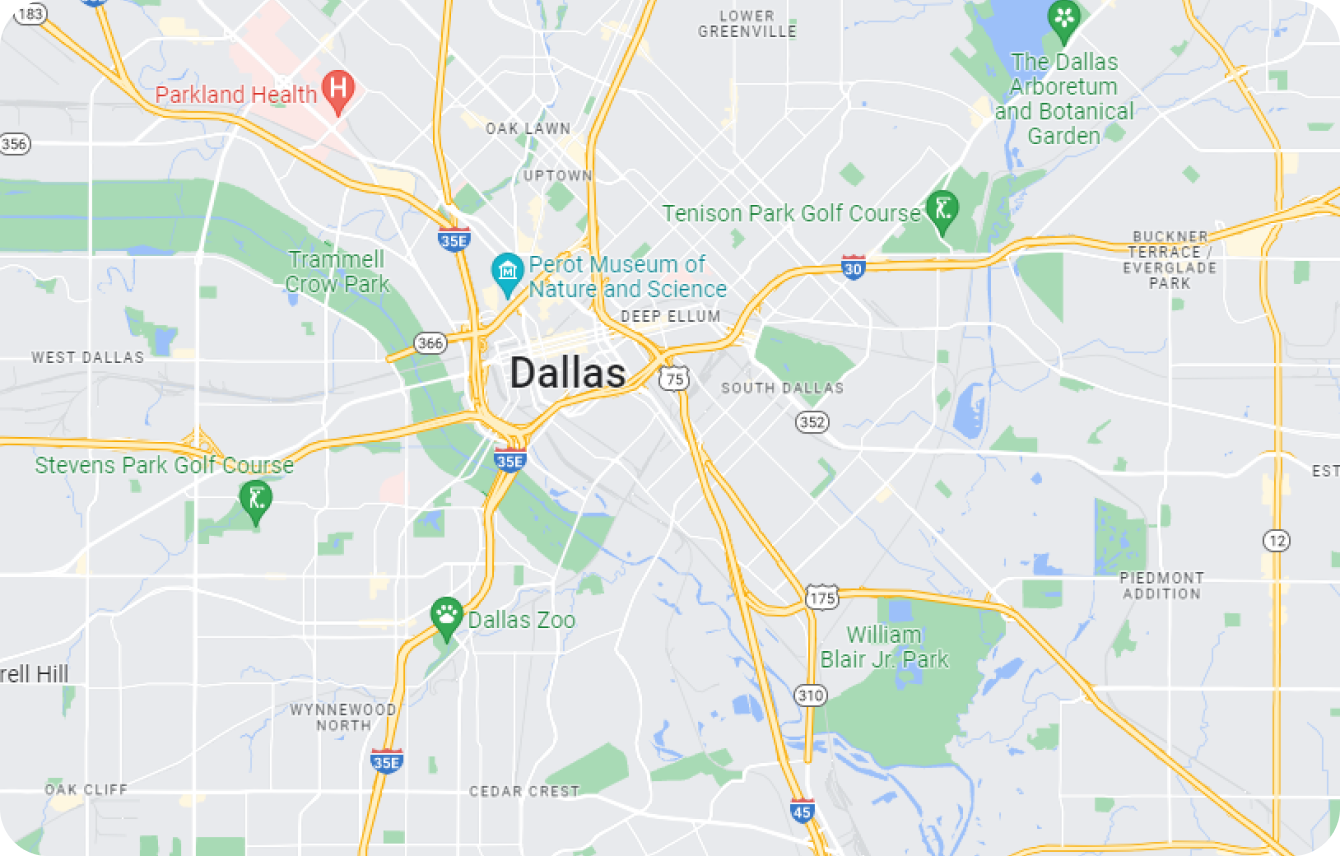 183
LOWER
GREENVILLE
The Dallas
Arboretum
and Botanical
Garden
Parkland Health
H
356
OAK LAWN
UPTOWN
Tenison Park Golf Course
35E
BUCKNER
TERRACE /
EVERGLADE
PARK
Trammell
Crow Park
Perot Museum of
Nature and Science
30
DEEP ELLUM
366
WEST DALLAS
Dallas
75
SOUTH DALLAS
352
35E
Stevens Park Golf Course
EST
12
PIEDMONT
ADDITION
175
Dallas Zoo
William
Blair Jr. Park
rell Hill
310
WYNNEWOOD
NORTH
35E
OAK CLIFF
CEDAR CREST
45